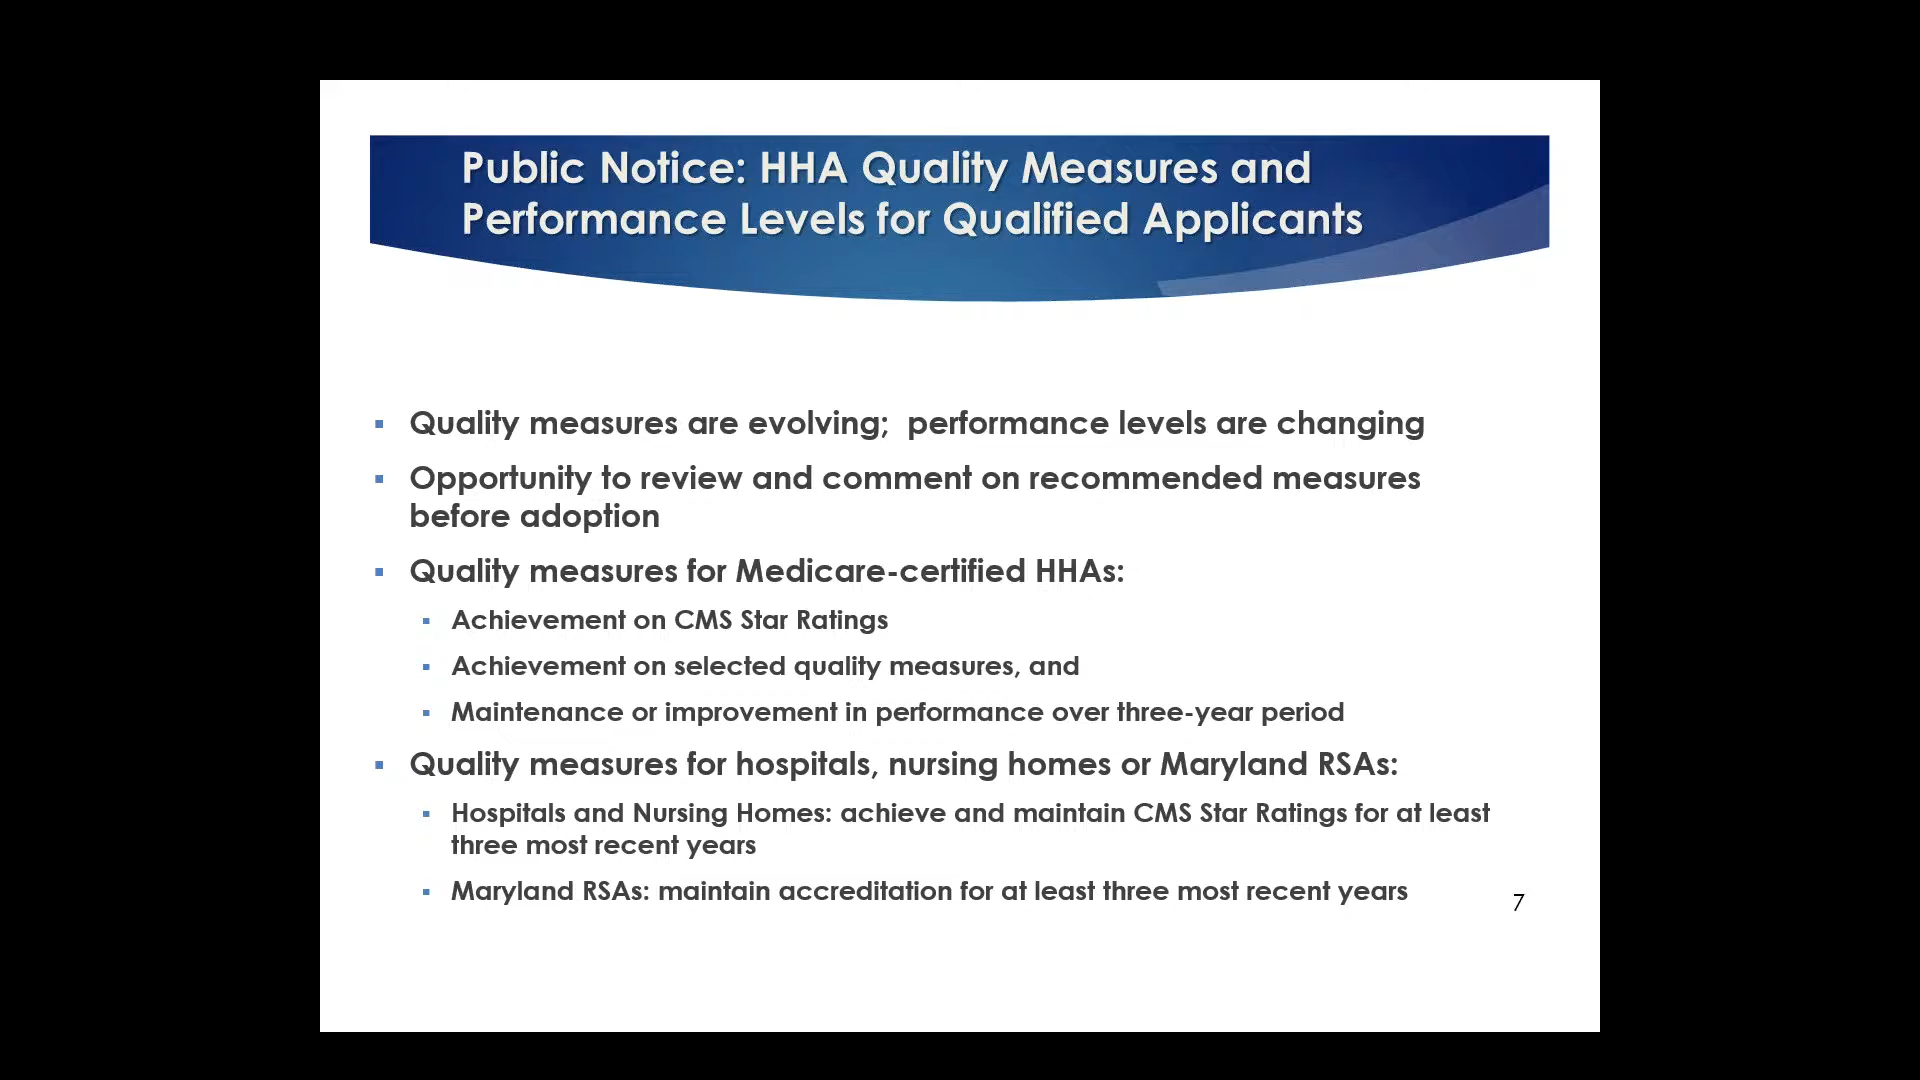 Public Notice: HHA Quality Measures and
Performance Levels for Qualified Applicants
▪ Quality measures are evolving;  performance levels are changing
▪ Opportunity to review and comment on recommended measures
before adoption
▪ Quality measures for Medicare-certified HHAs:
▪ Achievement on CMS Star Ratings
▪ Achievement on selected quality measures, and
▪ Maintenance or improvement in performance over three-year period
▪ Quality measures for hospitals, nursing homes or Maryland RSAs:
▪ Hospitals and Nursing Homes: achieve and maintain CMS Star Ratings for at least
three most recent years
▪ Maryland RSAs: maintain accreditation for at least three most recent years
7